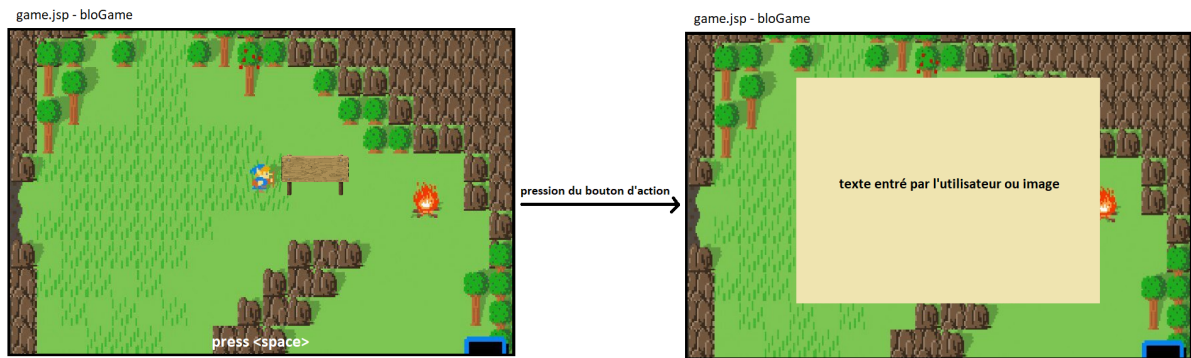 game.jsp - bloGame
game.jsp - bloGame
pression du bouton d'action
texte entré par l'utilisateur ou image
press <space>